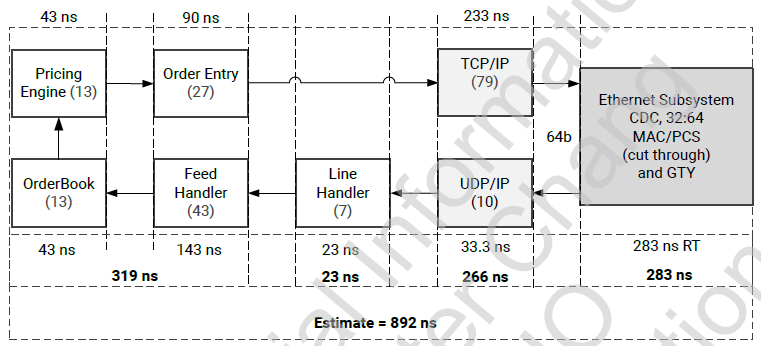 43 ns
90 ns
233 ns
Pricing
Engine (13)
Order Entry
(27)
TCP/IP
(79)
Ethernet Subsystem
CDC, 32:64
MAC/PCS
(cut through)
and GTY
64b
OrderBook
(13)
Feed
Handler
(43)
Line
Handler
(7)
UDP/IP
(10)
43 ns
143 ns
23 ns
33.3 ns
283 ns RT
319 ns
23 ns
266 ns
283 ns
Estimate = 892 ns